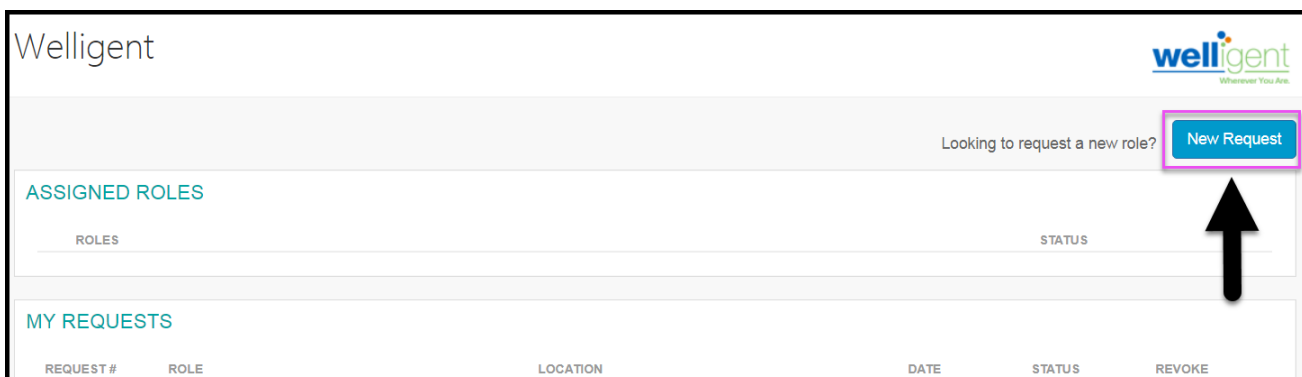 Welligent
welligent
Wherever You Are.
Looking to request a new role? New Request
ASSIGNED ROLES
ROLES STATUS
MY REQUESTS
REQUEST # ROLE LOCATION DATE STATUS REVOKE